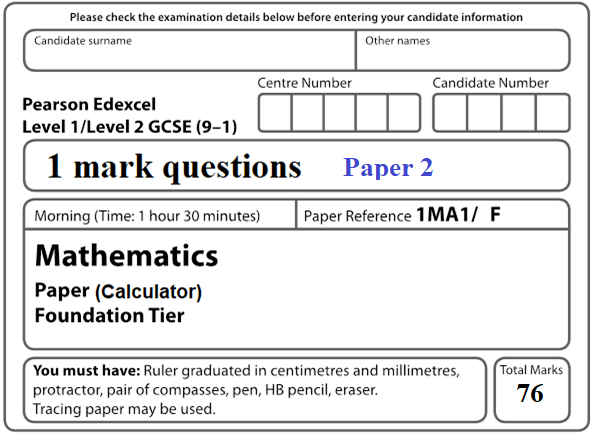 Please check the examination details below before entering your candidate information
Candidate surname
Other names
Centre Number
Candidate Number
Pearson Edexcel
Level 1/Level 2 GCSE (9–1)
1 mark questions Paper 2
Morning (Time: 1 hour 30 minutes)
Paper Reference 1MA1/ F
Mathematics
Paper (Calculator)
Foundation Tier
You must have: Ruler graduated in centimetres and millimetres,
protractor, pair of compasses, pen, HB pencil, eraser.
Tracing paper may be used.
Total Marks
76